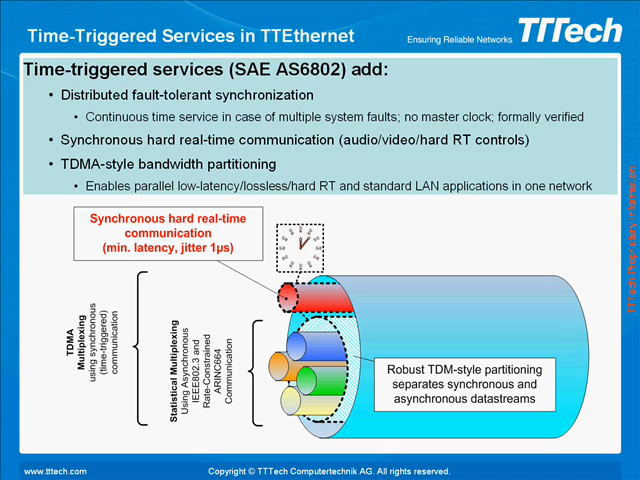 Time-Triggered Services in TTEthernet
Ensuring Reliable Networks TTTech
Time-triggered services (SAE AS6802) add:
• Distributed fault-tolerant synchronization
• Continuous time service in case of multiple system faults; no master clock; formally verified
• Synchronous hard real-time communication (audio/video/hard RT controls)
• TDMA-style bandwidth partitioning
• Enables parallel low-latency/lossless/hard RT and standard LAN applications in one network
Synchronous hard real-time
communication
(min. latency, jitter 1µs)
TDMA
Multiplexing
using synchronous
(time-triggered)
communication
Statistical Multiplexing
Using Asynchronous
IEEE802.3 and
Rate-Constrained
ARINC664
Communication
Robust TDM-style partitioning
separates synchronous and
asynchronous datastreams
TTTech Proprietary Information
www.tttech.com
Copyright © TTTech Computertechnik AG. All rights reserved.